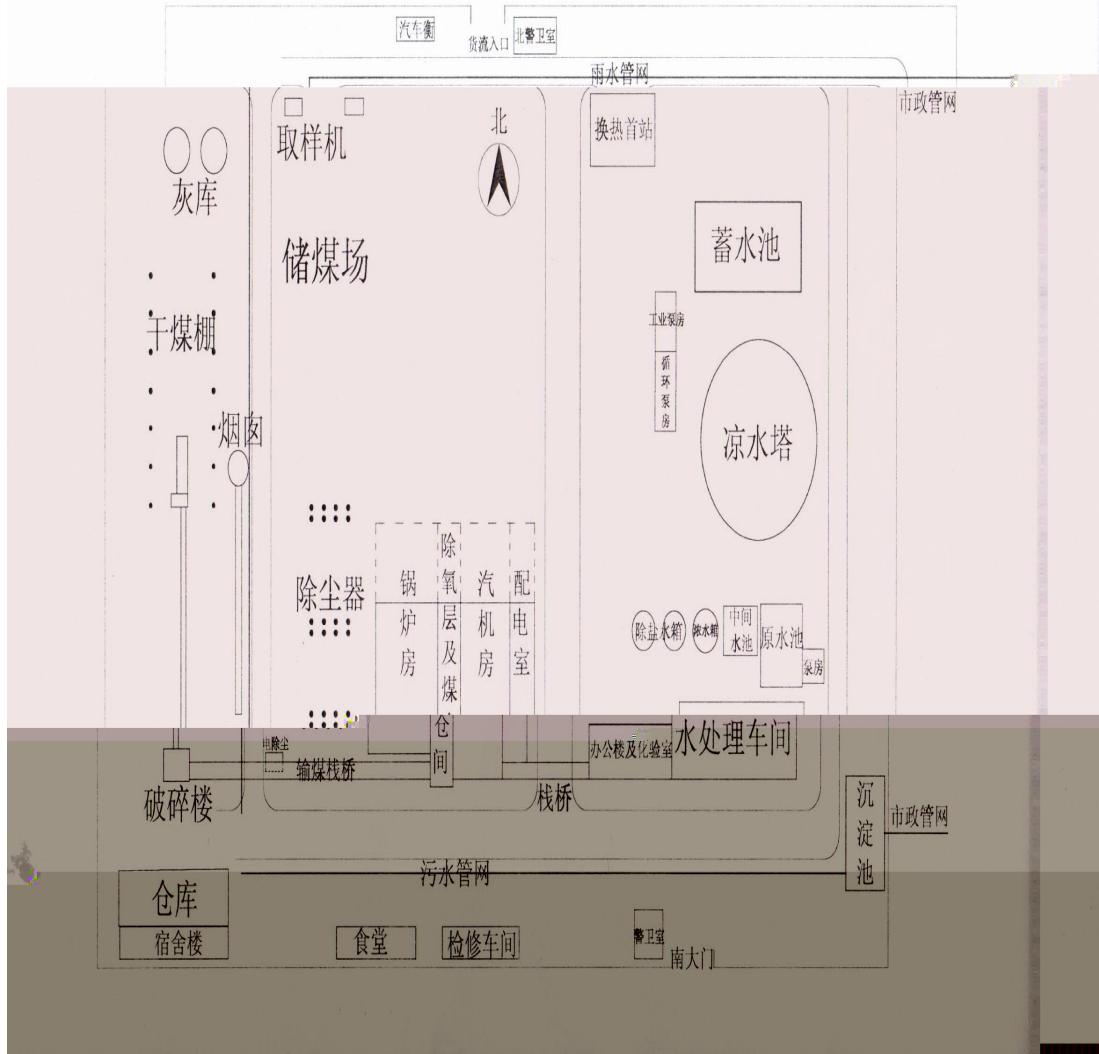 汽车衡
货流入口
北警卫室
雨水管网
市政管网
取样机
换热首站
北
灰库
储煤场
蓄水池
干煤棚
工业泵房
循环泵房
烟囱
凉水塔
除尘器
锅炉房
除氧层及煤仓间
汽机房
配电室
除盐水箱
浓水箱
中间水池
原水池
泵房
电除尘
输煤栈桥
办公楼及化验室
水处理车间
破碎楼
栈桥
沉淀池
市政管网
污水管网
仓库
宿舍楼
食堂
检修车间
警卫室
南大门